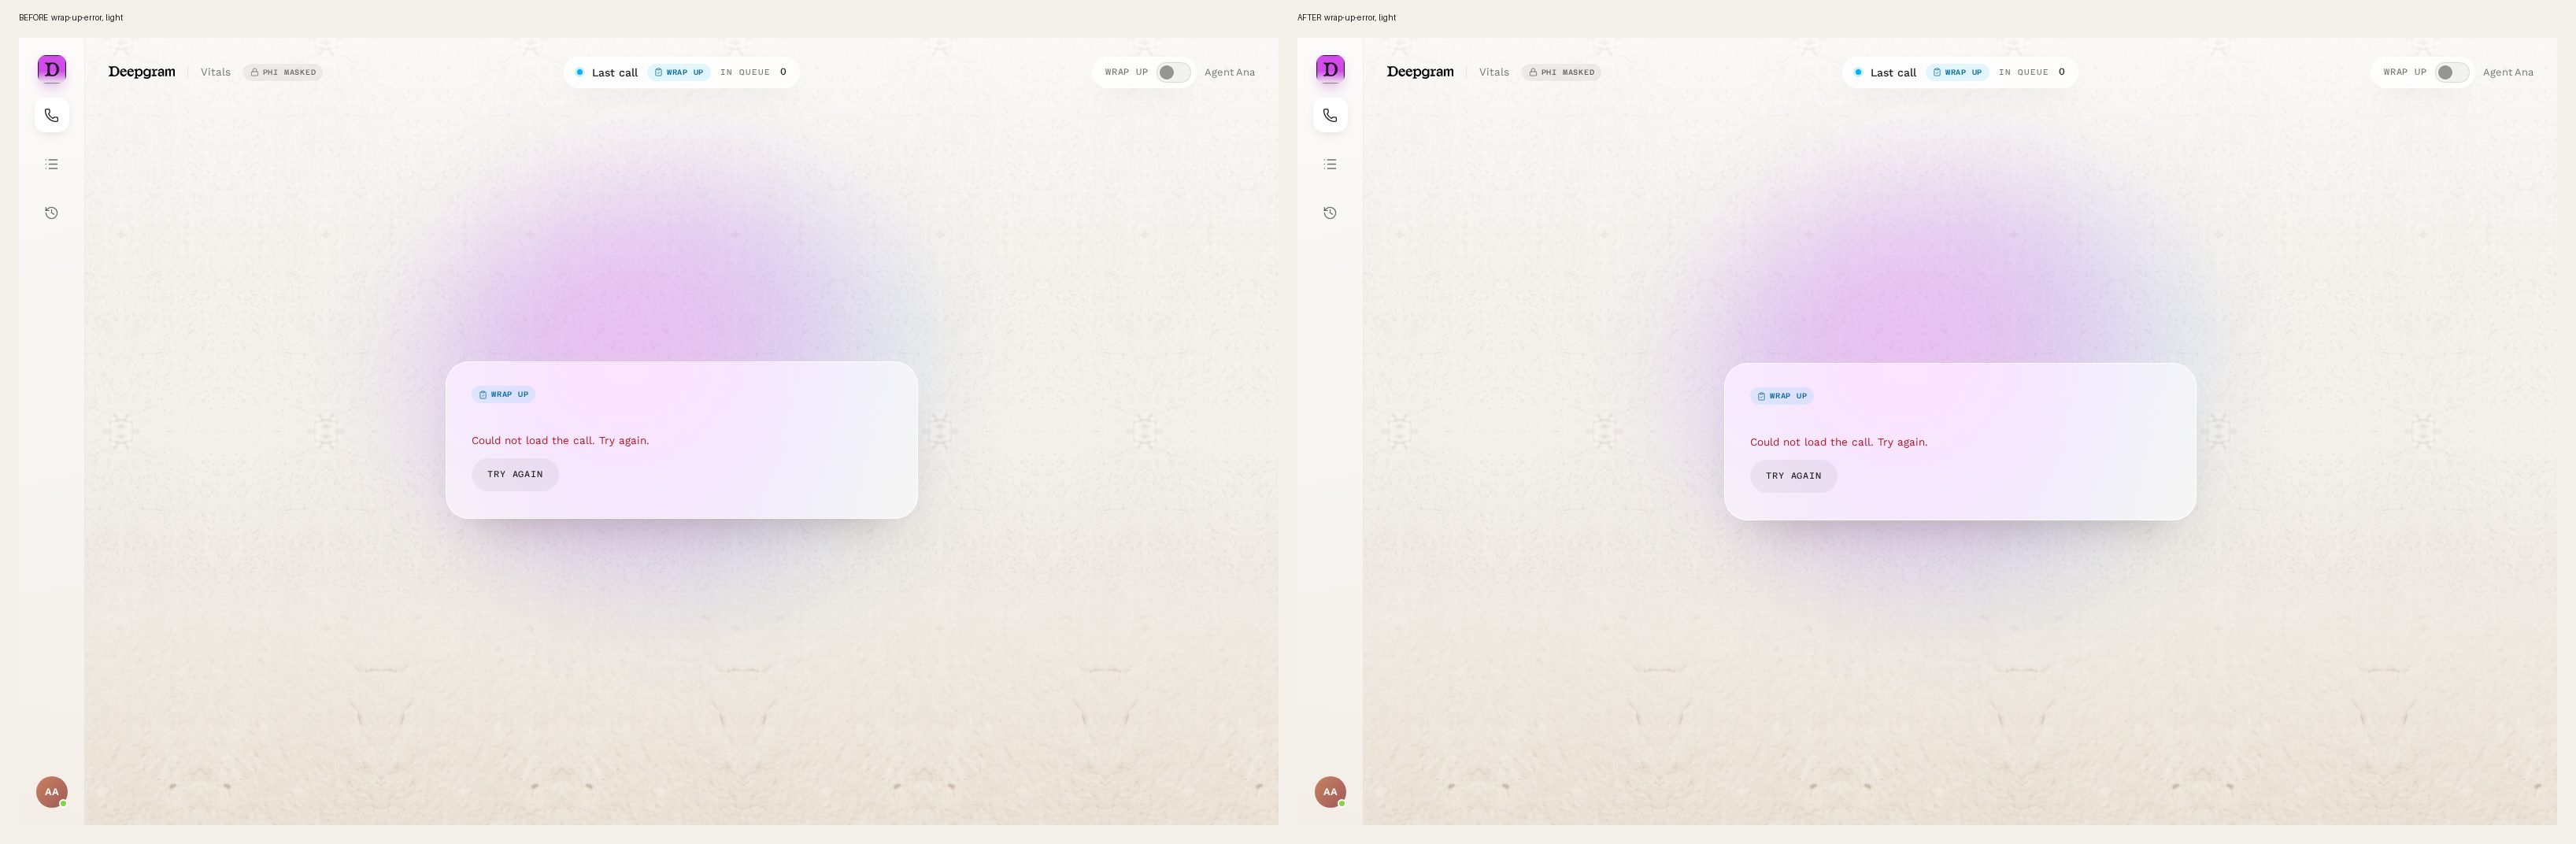 BEFORE wrap-up-error, light
D
Deepgram Vitals PHI MASKED
Last call WRAP UP IN QUEUE 0
WRAP UP Agent Ana
WRAP UP
Could not load the call. Try again.
TRY AGAIN
AA
AFTER wrap-up-error, light
D
Deepgram Vitals PHI MASKED
Last call WRAP UP IN QUEUE 0
WRAP UP Agent Ana
WRAP UP
Could not load the call. Try again.
TRY AGAIN
AA